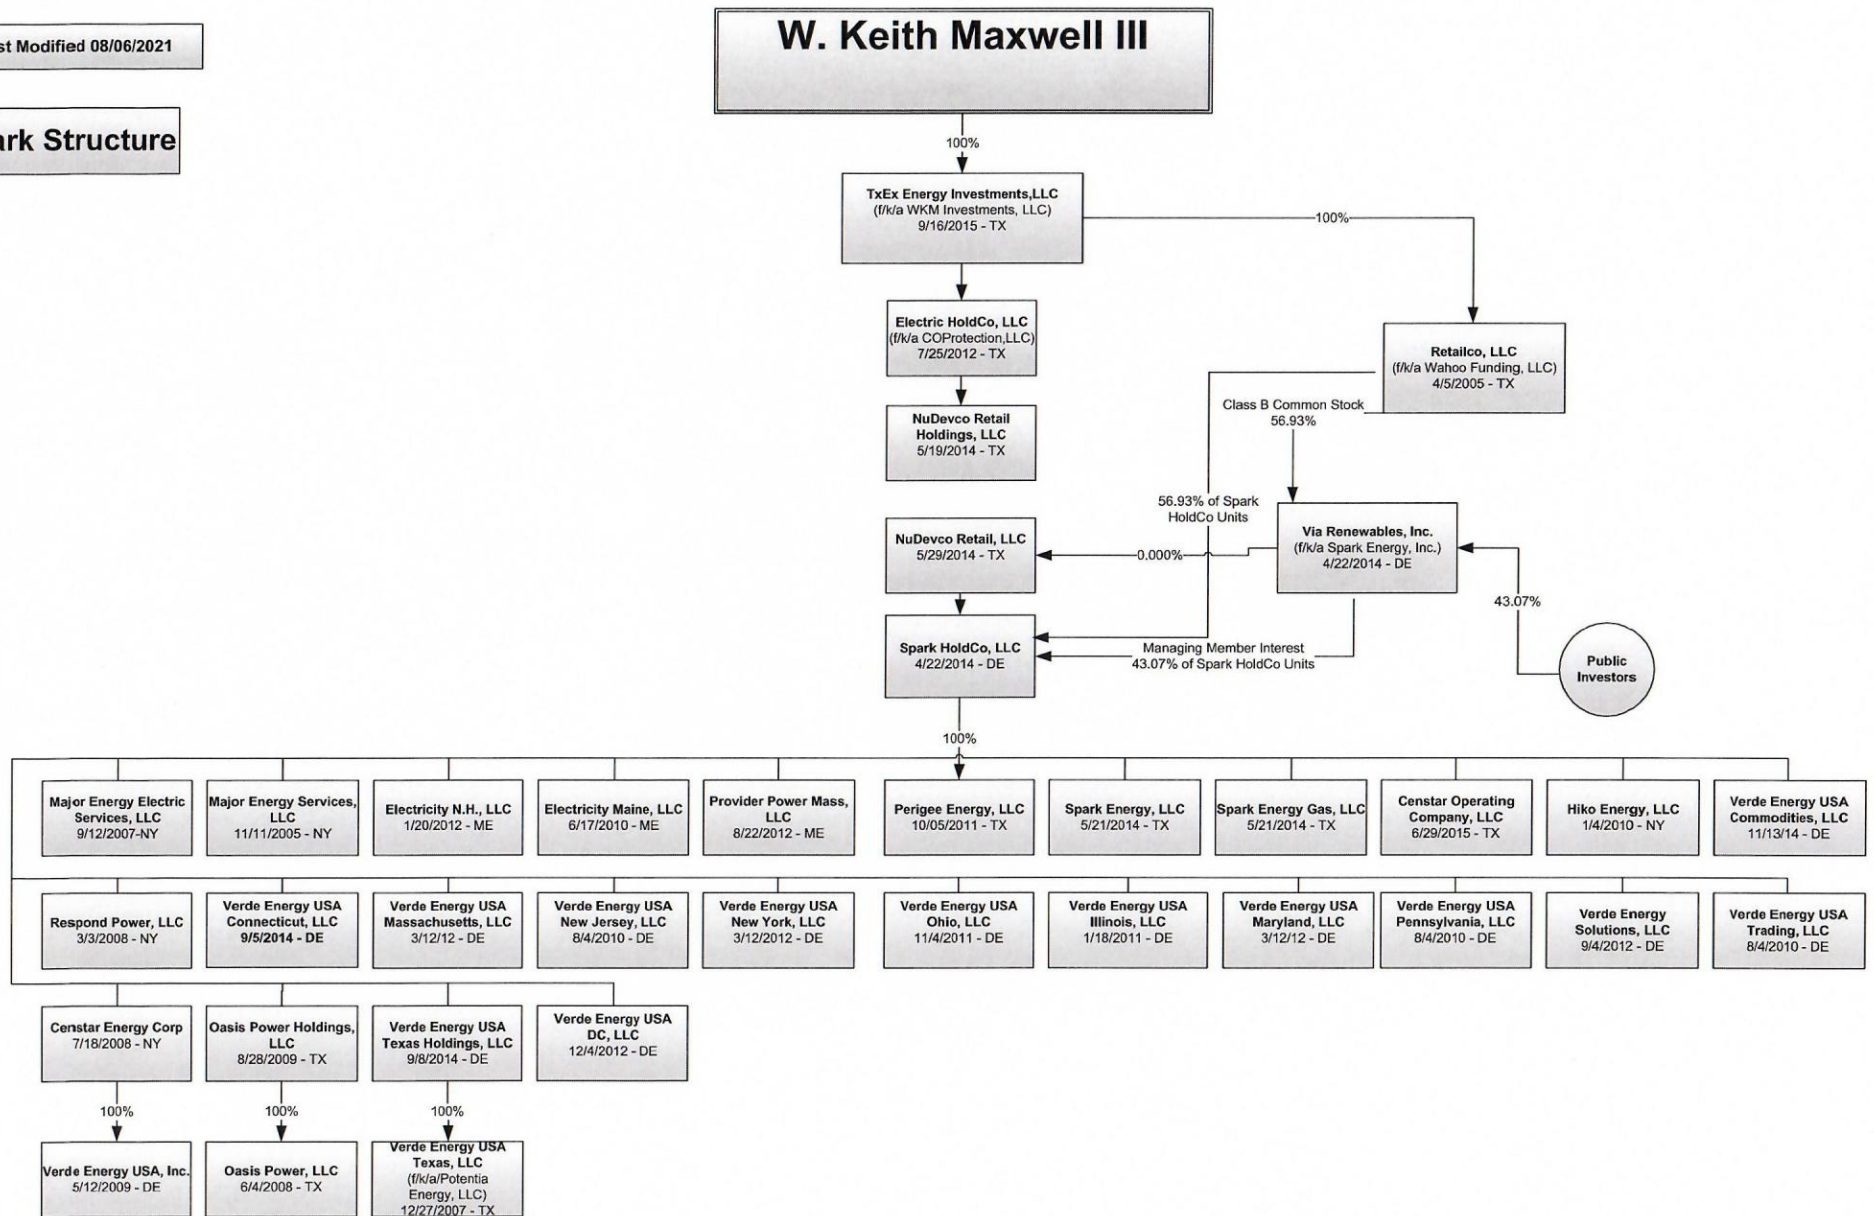 st Modified 08/06/2021
ark Structure
W. Keith Maxwell III
100%
TxEx Energy Investments,LLC
(f/k/a WKM Investments, LLC)
9/16/2015 - TX
100%
Electric HoldCo, LLC
(f/k/a COProtection,LLC)
7/25/2012 - TX
Retailco, LLC
(f/k/a Wahoo Funding, LLC)
4/5/2005 - TX
Class B Common Stock
56.93%
NuDevco Retail
Holdings, LLC
5/19/2014 - TX
56.93% of Spark
HoldCo Units
Via Renewables, Inc.
(f/k/a Spark Energy, Inc.)
4/22/2014 - DE
NuDevco Retail, LLC
5/29/2014 - TX
0.000%
43.07%
Spark HoldCo, LLC
4/22/2014 - DE
Managing Member Interest
43.07% of Spark HoldCo Units
Public
Investors
100%
Major Energy Electric
Services, LLC
9/12/2007-NY
Major Energy Services,
LLC
11/11/2005 - NY
Electricity N.H., LLC
1/20/2012 - ME
Electricity Maine, LLC
6/17/2010 - ME
Provider Power Mass,
LLC
8/22/2012 - ME
Perigee Energy, LLC
10/05/2011 - TX
Spark Energy, LLC
5/21/2014 - TX
Spark Energy Gas, LLC
5/21/2014 - TX
Censtar Operating
Company, LLC
6/29/2015 - TX
Hiko Energy, LLC
1/4/2010 - NY
Verde Energy USA
Commodities, LLC
11/13/14 - DE
Respond Power, LLC
3/3/2008 - NY
Verde Energy USA
Connecticut, LLC
9/5/2014 - DE
Verde Energy USA
Massachusetts, LLC
3/12/12 - DE
Verde Energy USA
New Jersey, LLC
8/4/2010 - DE
Verde Energy USA
New York, LLC
3/12/2012 - DE
Verde Energy USA
Ohio, LLC
11/4/2011 - DE
Verde Energy USA
Illinois, LLC
1/18/2011 - DE
Verde Energy USA
Maryland, LLC
3/12/12 - DE
Verde Energy USA
Pennsylvania, LLC
8/4/2010 - DE
Verde Energy
Solutions, LLC
9/4/2012 - DE
Verde Energy USA
Trading, LLC
8/4/2010 - DE
Censtar Energy Corp
7/18/2008 - NY
Oasis Power Holdings,
LLC
8/28/2009 - TX
Verde Energy USA
Texas Holdings, LLC
9/8/2014 - DE
Verde Energy USA
DC, LLC
12/4/2012 - DE
100%
100%
100%
Verde Energy USA, Inc.
5/12/2009 - DE
Oasis Power, LLC
6/4/2008 - TX
Verde Energy USA
Texas, LLC
(f/k/a/Potentia
Energy, LLC)
12/27/2007 - TX